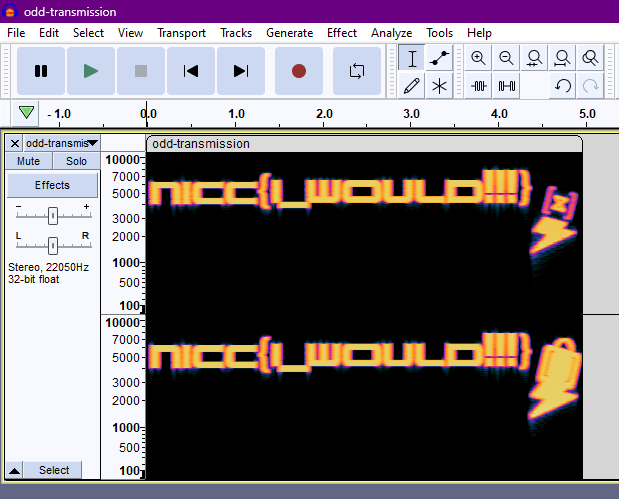 odd-transmission
File Edit Select View Transport Tracks Generate Effect Analyze Tools Help
-1.0 0.0 1.0 2.0 3.0 4.0 5.0
odd-transmis
Mute Solo
Effects
- +
L R
Stereo, 22050Hz
32-bit float
Select
odd-transmission
10000
7000
5000
3000
2000
1000
500
100
NICC{I_WOULD!!!!}
10000
7000
5000
3000
2000
1000
500
100
NICC{I_WOULD!!!!}